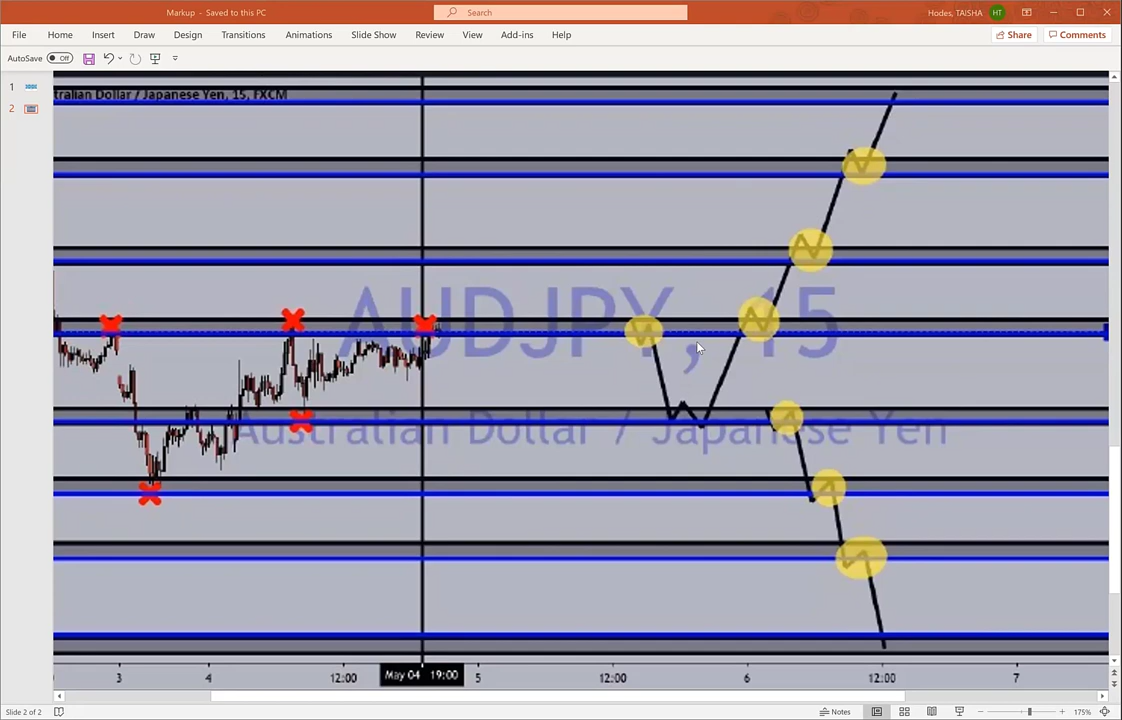 Markup - Saved to this PC
Search
Hodes, TAISHA
HT
File Home Insert Draw Design Transitions Animations Slide Show Review View Add-ins Help
Share
Comments
AutoSave Off
1
2
tralian Dollar / Japanese Yen, 15, FXCM
AUDJPY, 15
Australian Dollar / Japanese Yen
3 4 12:00 May 04 19:00 5 12:00 6 12:00 7
Slide 2 of 2
Notes
175%